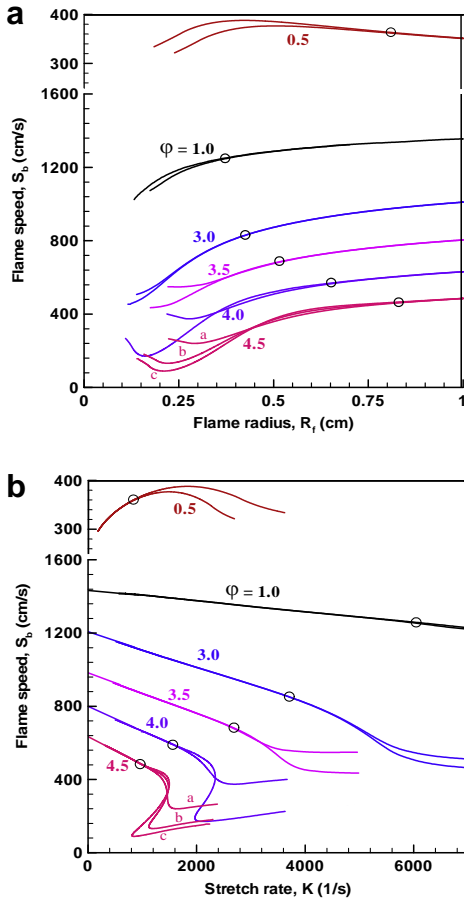 a
400
300
1600
1200
800
400
0
Flame speed, S_b (cm/s)
0.5
φ = 1.0
3.0
3.5
4.0
4.5
a
b
c
0 0.25 0.5 0.75 1
Flame radius, R_f (cm)
b
400
300
1600
1200
800
400
0
Flame speed, S_b (cm/s)
0.5
φ = 1.0
3.0
3.5
4.0
4.5
a
b
c
0 2000 4000 6000
Stretch rate, K (1/s)